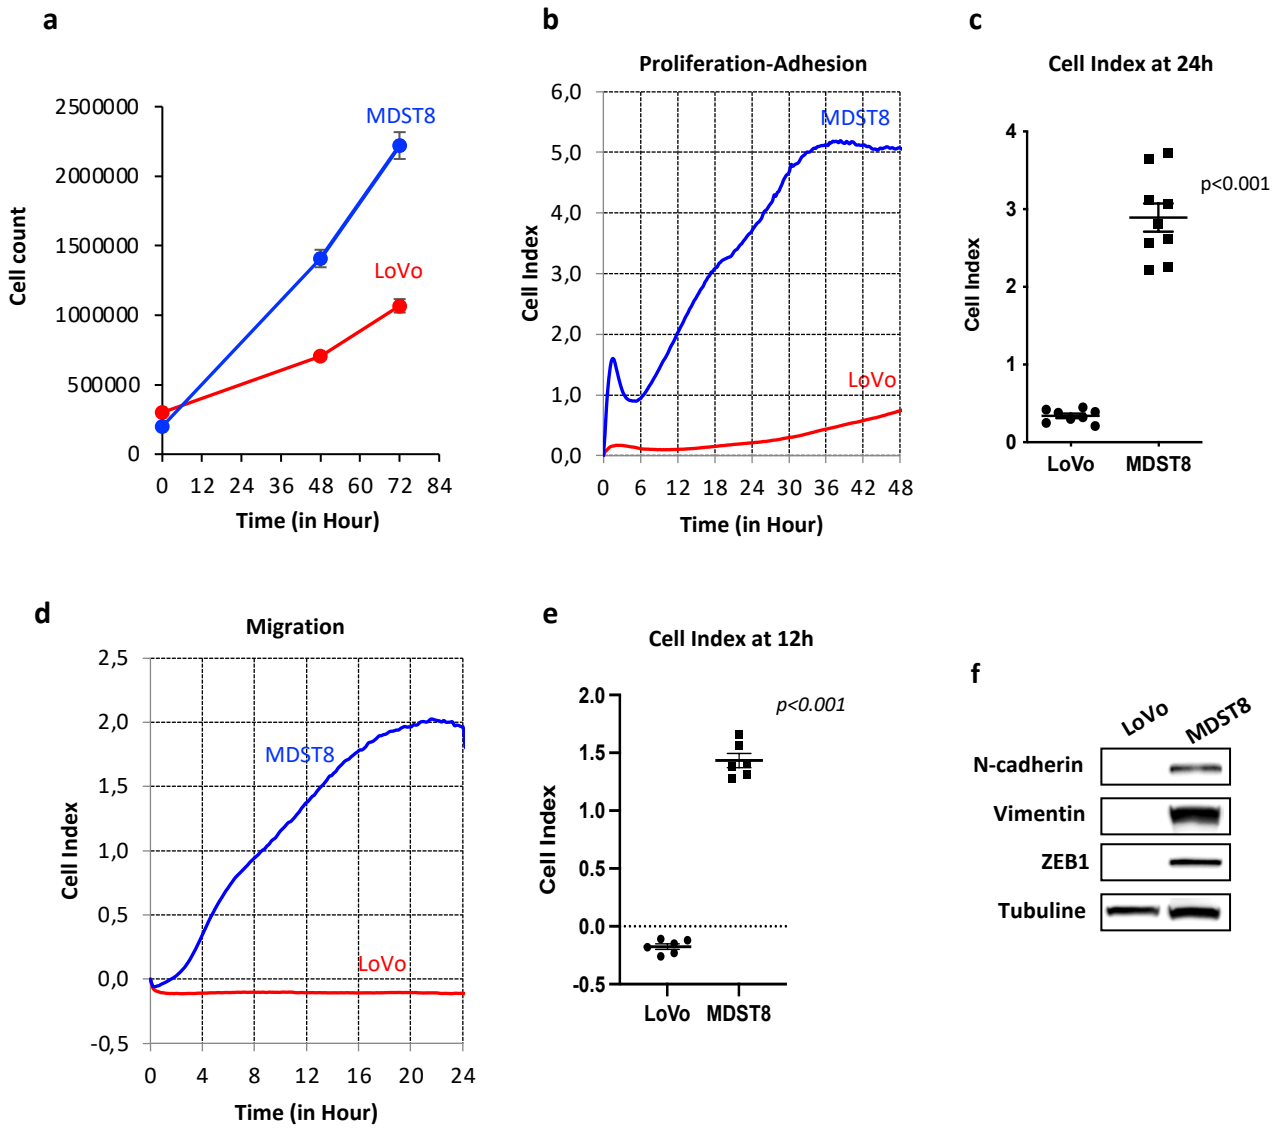 a
2500000
2000000
1500000
1000000
500000
0
Cell count
MDST8
LoVo
0 12 24 36 48 60 72 84
Time (in Hour)
b
Proliferation-Adhesion
6,0
5,0
4,0
3,0
2,0
1,0
0,0
Cell Index
MDST8
LoVo
0 6 12 18 24 30 36 42 48
Time (in Hour)
c
Cell Index at 24h
4
3
2
1
0
Cell Index
p<0.001
LoVo MDST8
d
Migration
2,5
2,0
1,5
1,0
0,5
0,0
-0,5
Cell Index
MDST8
LoVo
0 4 8 12 16 20 24
Time (in Hour)
e
Cell Index at 12h
2.0
1.5
1.0
0.5
0.0
-0.5
Cell Index
p<0.001
LoVo MDST8
f
LoVo MDST8
N-cadherin
Vimentin
ZEB1
Tubuline